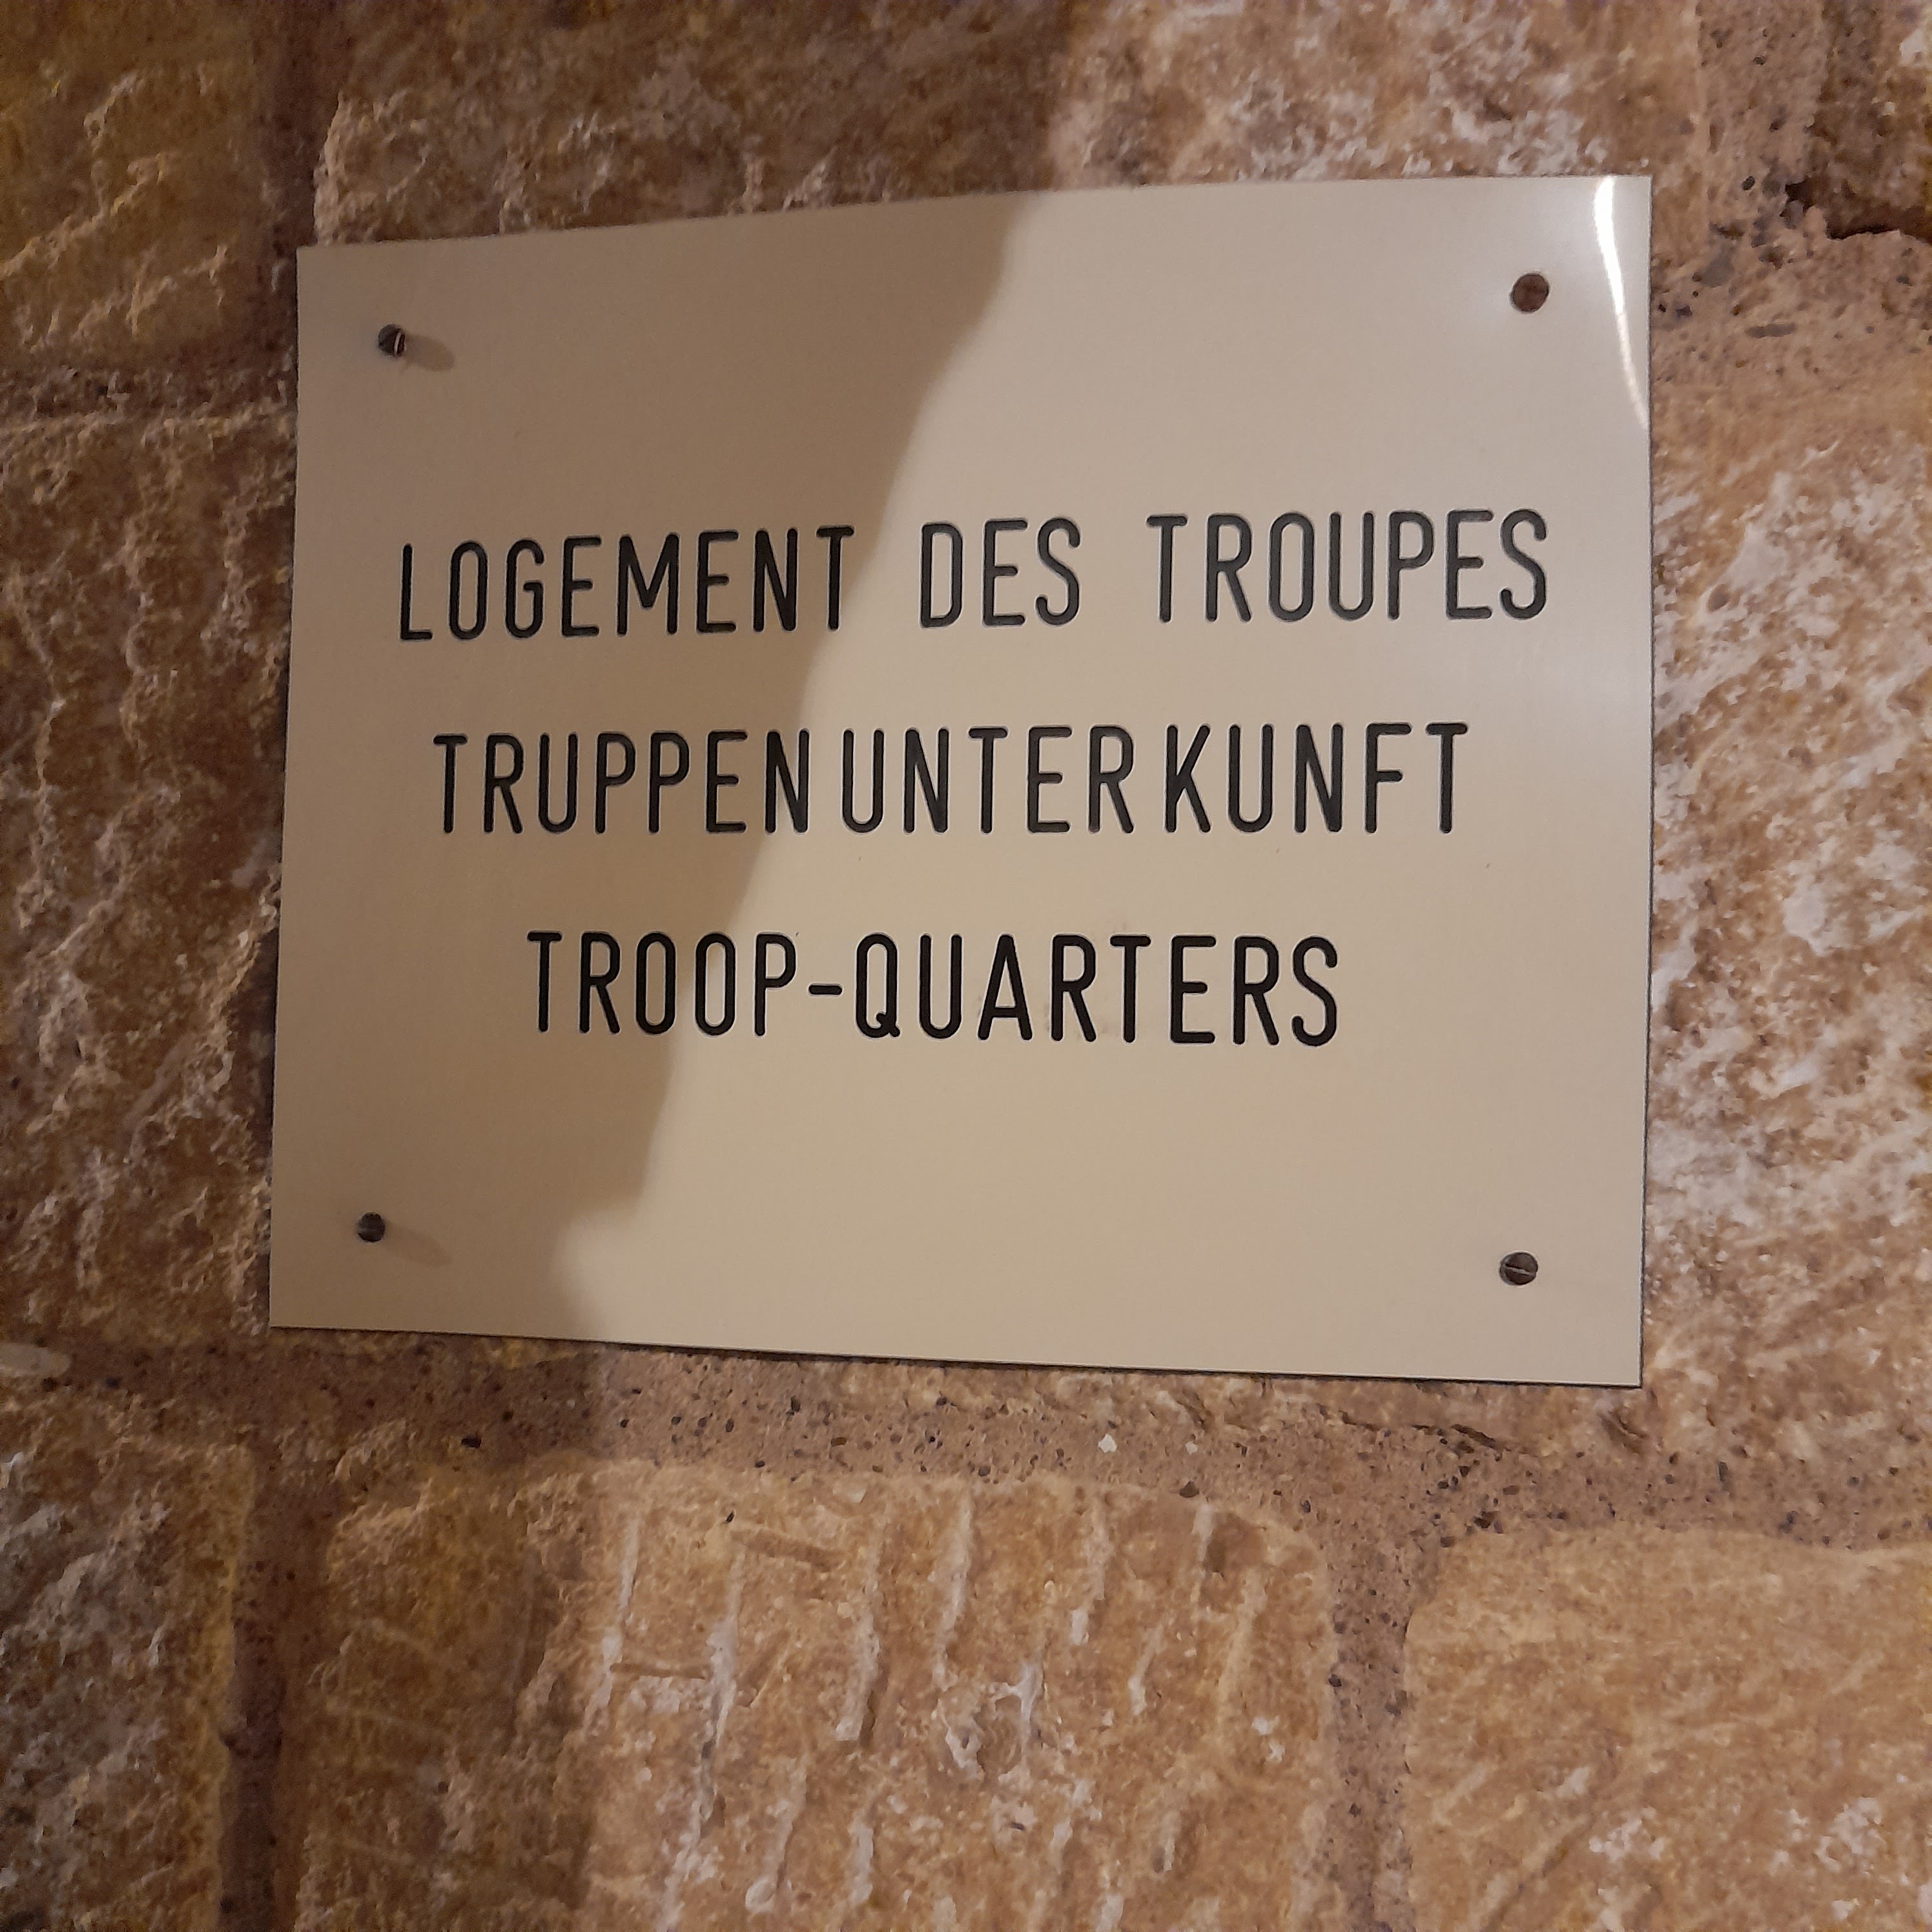 LOGEMENT DES TROUPES
TRUPPENUNTERKUNFT
TROOP-QUARTERS